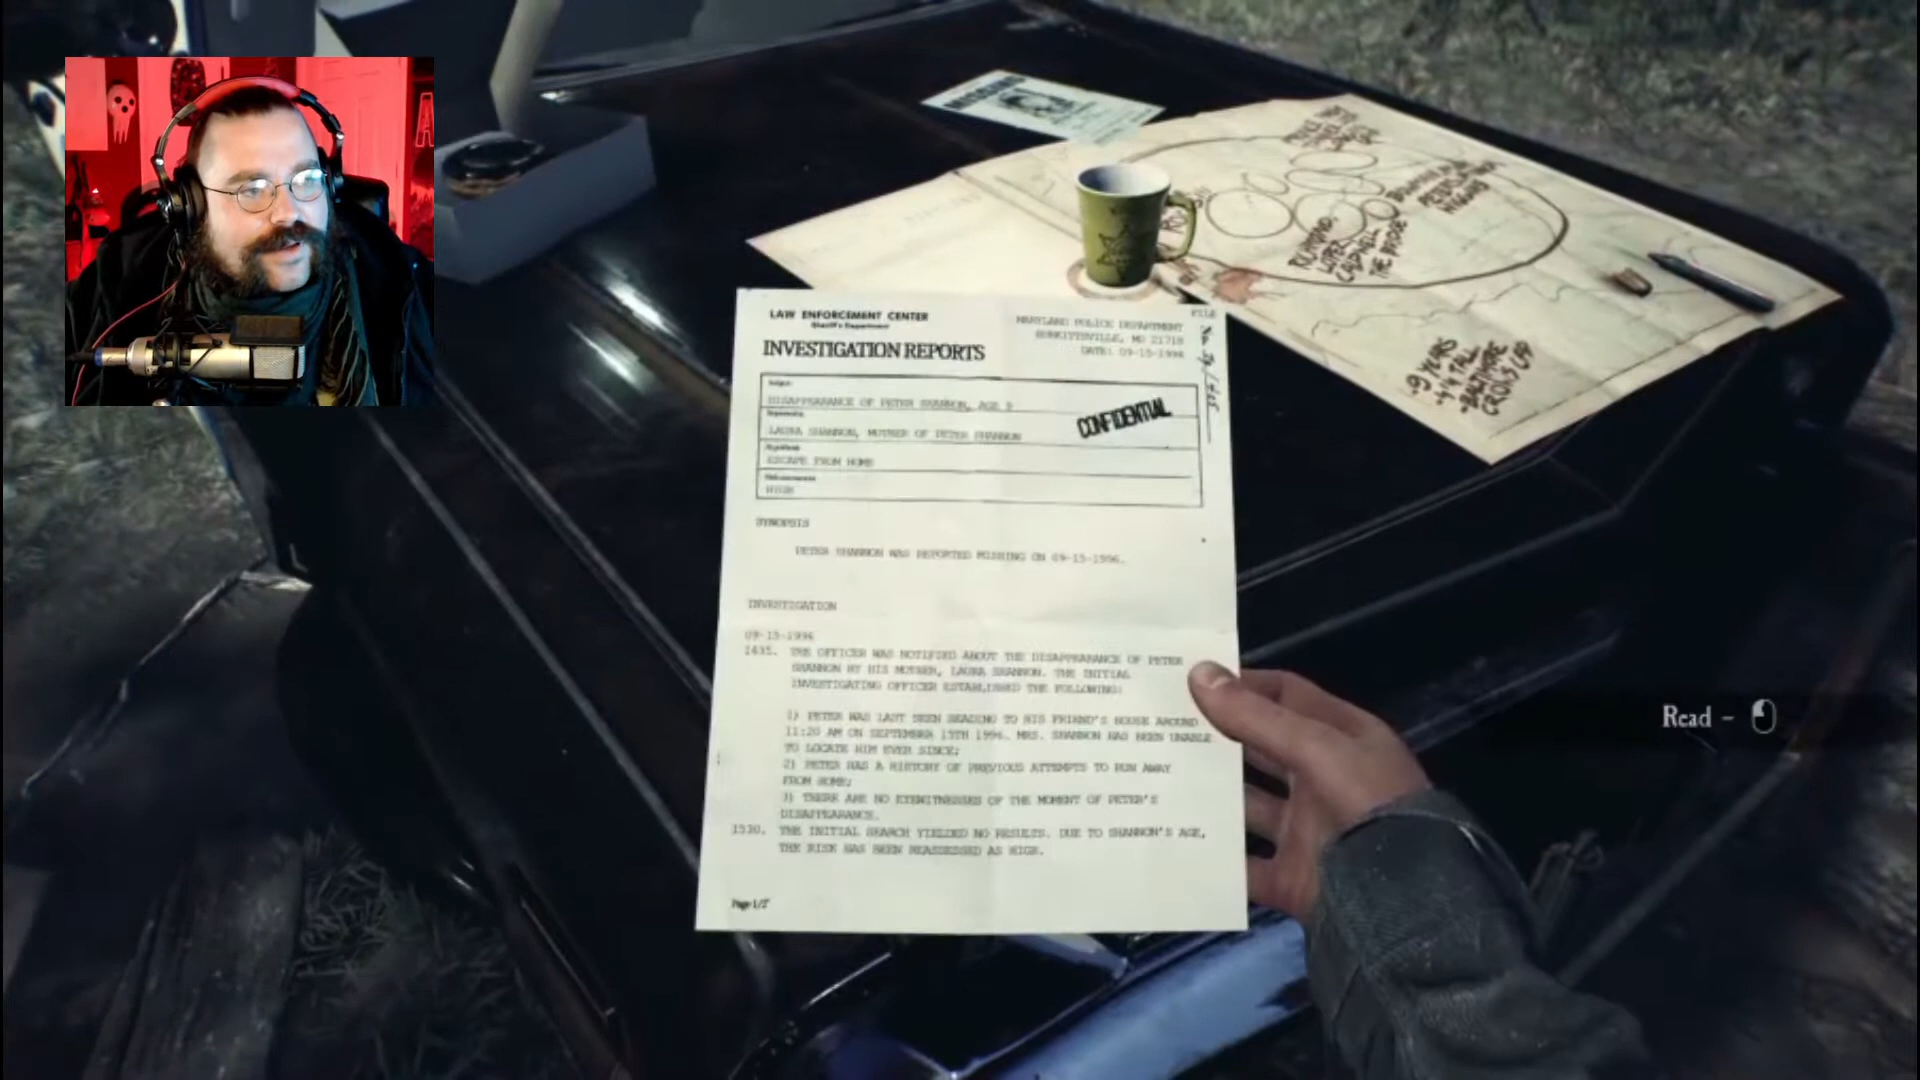 MISSING
LAW ENFORCEMENT CENTER
Sheriff's Department
INVESTIGATION REPORTS
MARYLAND POLICE DEPARTMENT
BURKITTSVILLE, MD 21718
DATE: 09-15-1996
FILE
DISAPPEARANCE OF PETER SHANNON, AGE 9
LAURA SHANNON, MOTHER OF PETER SHANNON
ESCAPE FROM HOME
HIGH
CONFIDENTIAL
SYNOPSIS
PETER SHANNON WAS REPORTED MISSING ON 09-15-1996.
INVESTIGATION
09-15-1996
1435. THE OFFICER WAS NOTIFIED ABOUT THE DISAPPEARANCE OF PETER
SHANNON BY HIS MOTHER, LAURA SHANNON. THE INITIAL
INVESTIGATING OFFICER ESTABLISHED THE FOLLOWING:
1) PETER WAS LAST SEEN HEADING TO HIS FRIEND'S HOUSE AROUND
11:20 AM ON SEPTEMBER 15TH 1996. MRS. SHANNON HAS BEEN UNABLE
TO LOCATE HIM EVER SINCE;
2) PETER HAS A HISTORY OF PREVIOUS ATTEMPTS TO RUN AWAY
FROM HOME;
3) THERE ARE NO EYEWITNESSES OF THE MOMENT OF PETER'S
DISAPPEARANCE.
1530. THE INITIAL SEARCH YIELDED NO RESULTS. DUE TO SHANNON'S AGE,
THE RISK HAS BEEN REASSESSED AS HIGH.
Page 1/2
THE BRIDGE
-9 YEARS
-4'4 TALL
-BALTIMORE
CROWS CAP
Read -